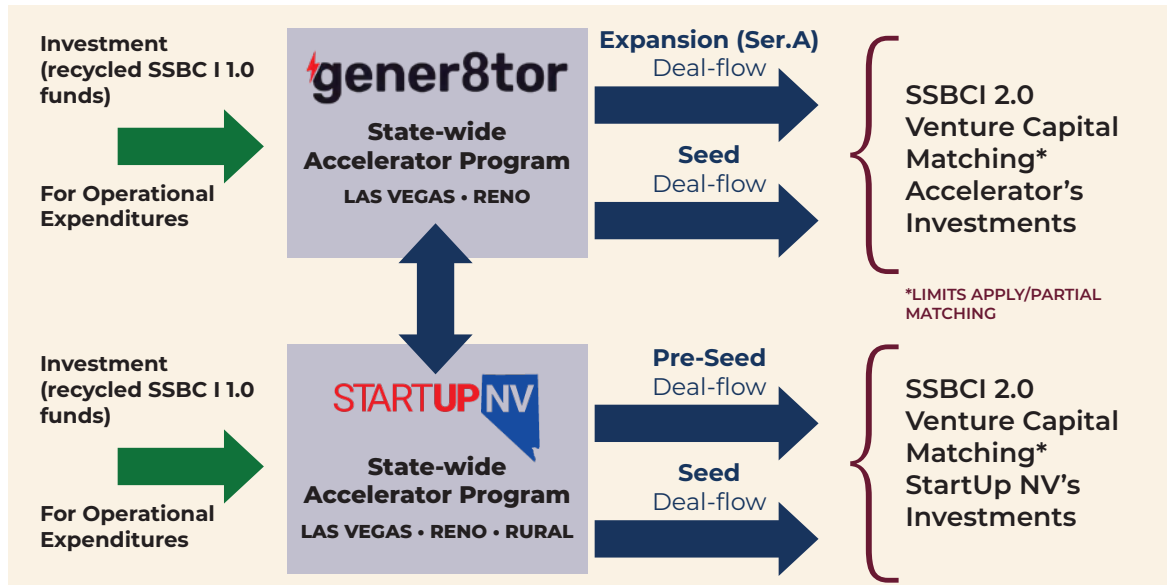 Investment
(recycled SSBC I 1.0
funds)
For Operational
Expenditures
gener8tor
State-wide
Accelerator Program
LAS VEGAS • RENO
Expansion (Ser.A)
Deal-flow
Seed
Deal-flow
SSBCI 2.0
Venture Capital
Matching*
Accelerator’s
Investments
*LIMITS APPLY/PARTIAL
MATCHING
Investment
(recycled SSBC I 1.0
funds)
For Operational
Expenditures
STARTUPNV
State-wide
Accelerator Program
LAS VEGAS • RENO • RURAL
Pre-Seed
Deal-flow
Seed
Deal-flow
SSBCI 2.0
Venture Capital
Matching*
StartUp NV’s
Investments